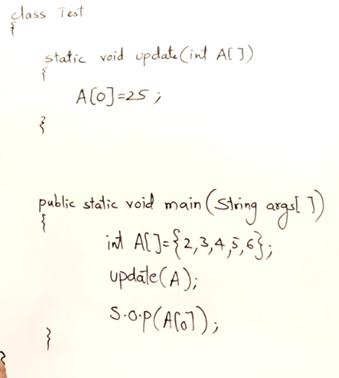 class Test
{
static void update(int A[])
{
A[0]=25;
}
public static void main(String args[])
{
int A[]={2,3,4,5,6};
update(A);
S.o.p(A[0]);
}
}